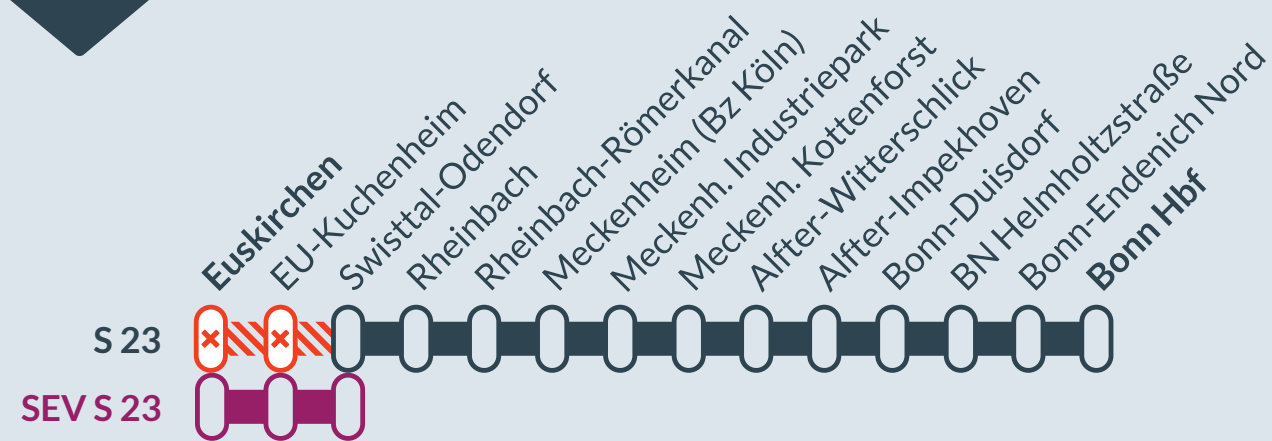 Euskirchen
EU-Kuchenheim
Swisttal-Odendorf
Rheinbach
Rheinbach-Römerkanal
Meckenheim (Bz Köln)
Meckenh. Industriepark
Meckenh. Kottenforst
Alfter-Witterschlick
Alfter-Impekhoven
Bonn-Duisdorf
BN Helmholtzstraße
Bonn-Endenich Nord
Bonn Hbf
S 23
SEV S 23